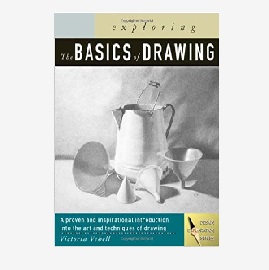 exploring
The BASICS of DRAWING
A proven and inspirational introduction
into the art and techniques of drawing
Victoria Vebell